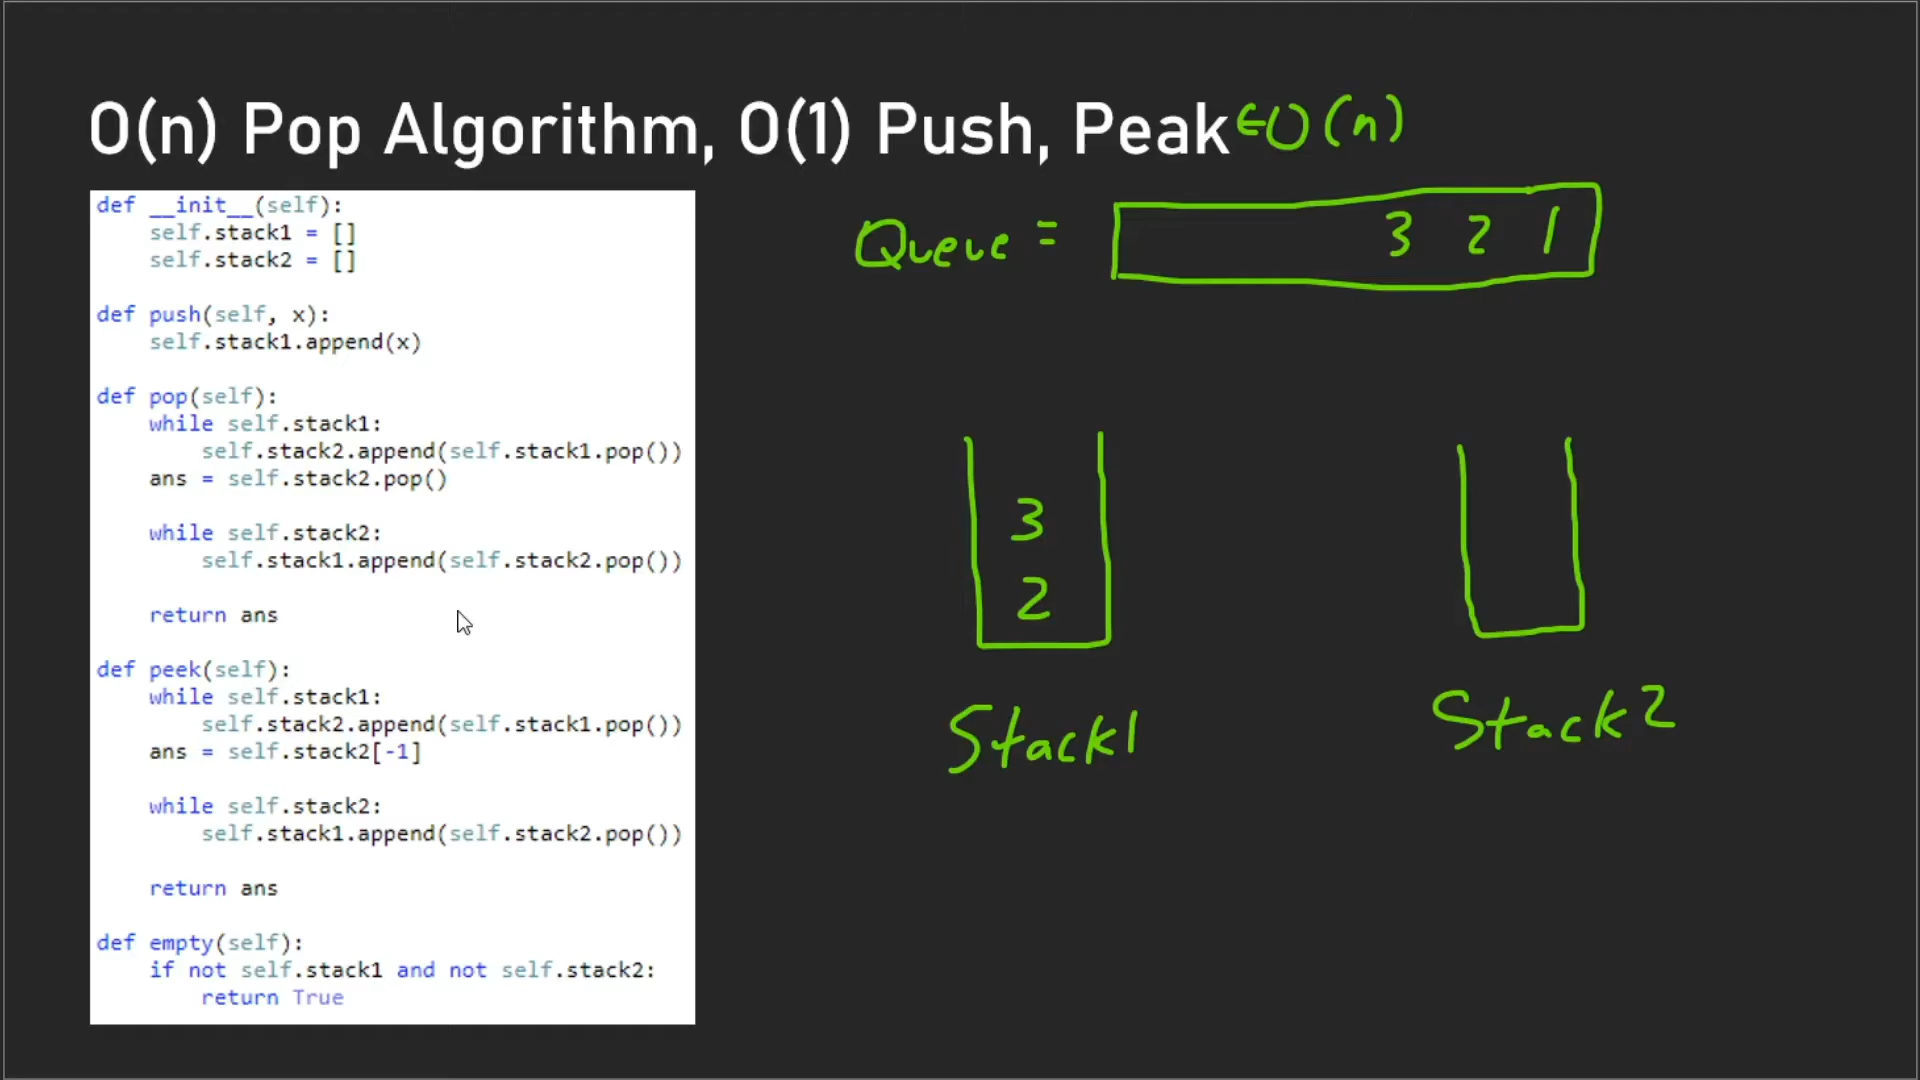 O(n) Pop Algorithm, O(1) Push, Peak ∈O(n)
def __init__(self):
self.stack1 = []
self.stack2 = []
def push(self, x):
self.stack1.append(x)
def pop(self):
while self.stack1:
self.stack2.append(self.stack1.pop())
ans = self.stack2.pop()
while self.stack2:
self.stack1.append(self.stack2.pop())
return ans
def peek(self):
while self.stack1:
self.stack2.append(self.stack1.pop())
ans = self.stack2[-1]
while self.stack2:
self.stack1.append(self.stack2.pop())
return ans
def empty(self):
if not self.stack1 and not self.stack2:
return True
Queue = 3 2 1
3
2
Stack1
Stack2